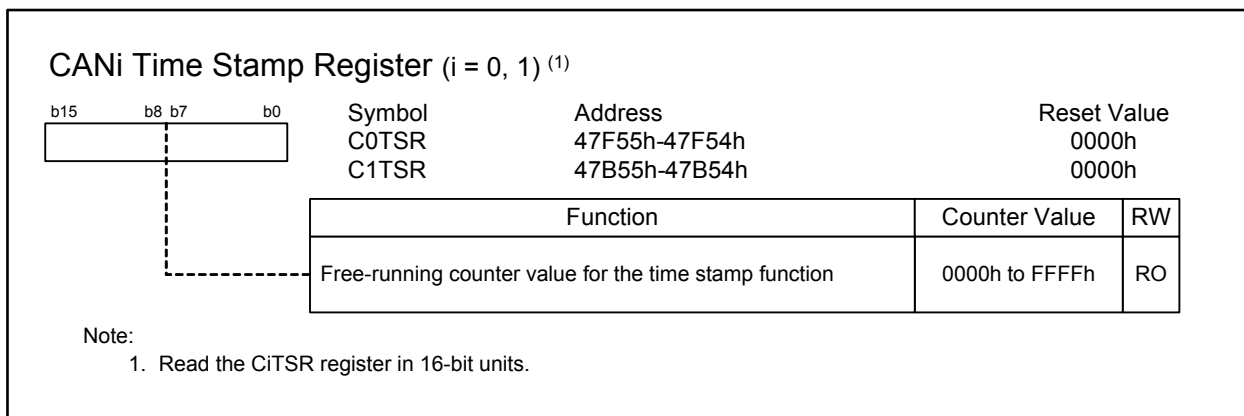 CANi Time Stamp Register (i = 0, 1) (1)
b15 b8 b7 b0
Symbol Address Reset Value
C0TSR 47F55h-47F54h 0000h
C1TSR 47B55h-47B54h 0000h
Function Counter Value RW
Free-running counter value for the time stamp function 0000h to FFFFh RO
Note:
1. Read the CiTSR register in 16-bit units.